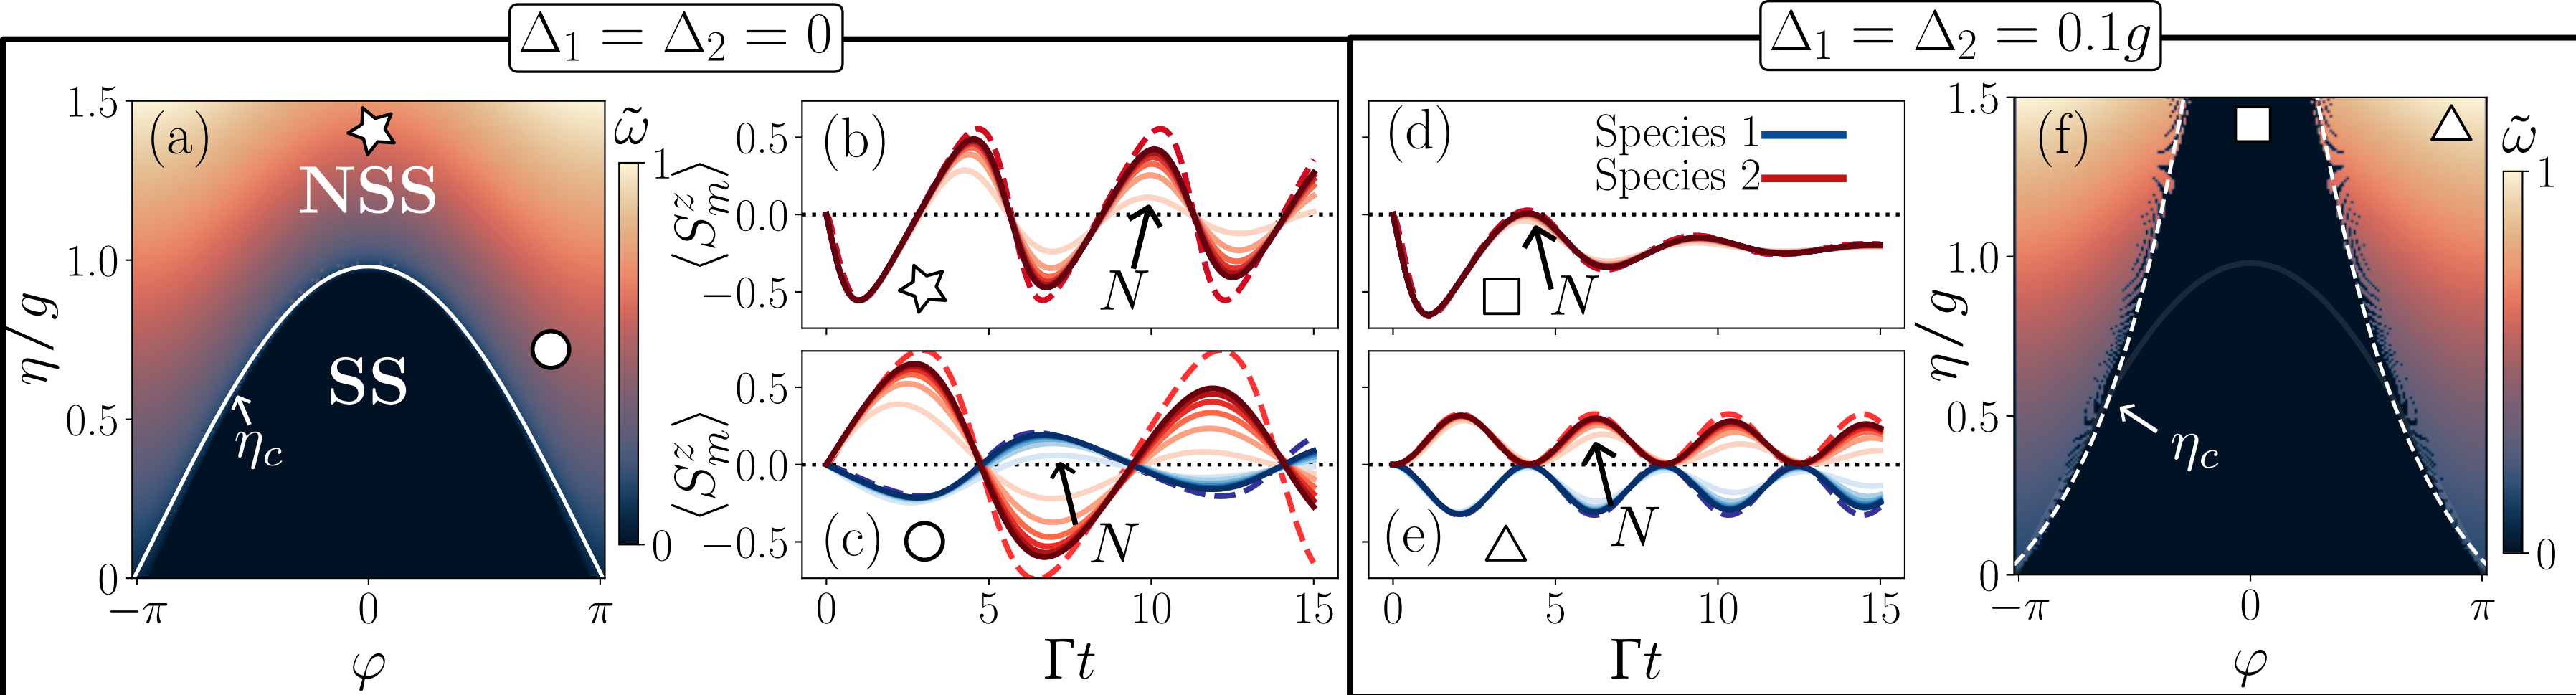 Δ₁ = Δ₂ = 0
Δ₁ = Δ₂ = 0.1g
(a)
NSS
SS
η_c
η/g
1.5
1.0
0.5
0
−π
0
π
φ
ω̃
1
0
(b)
⟨S^z_m⟩
0.5
0.0
−0.5
N
(c)
⟨S^z_m⟩
0.5
0.0
−0.5
N
0
5
10
15
Γt
(d)
Species 1
Species 2
N
(e)
N
0
5
10
15
Γt
(f)
η/g
1.5
1.0
0.5
0
η_c
−π
0
π
φ
ω̃
1
0